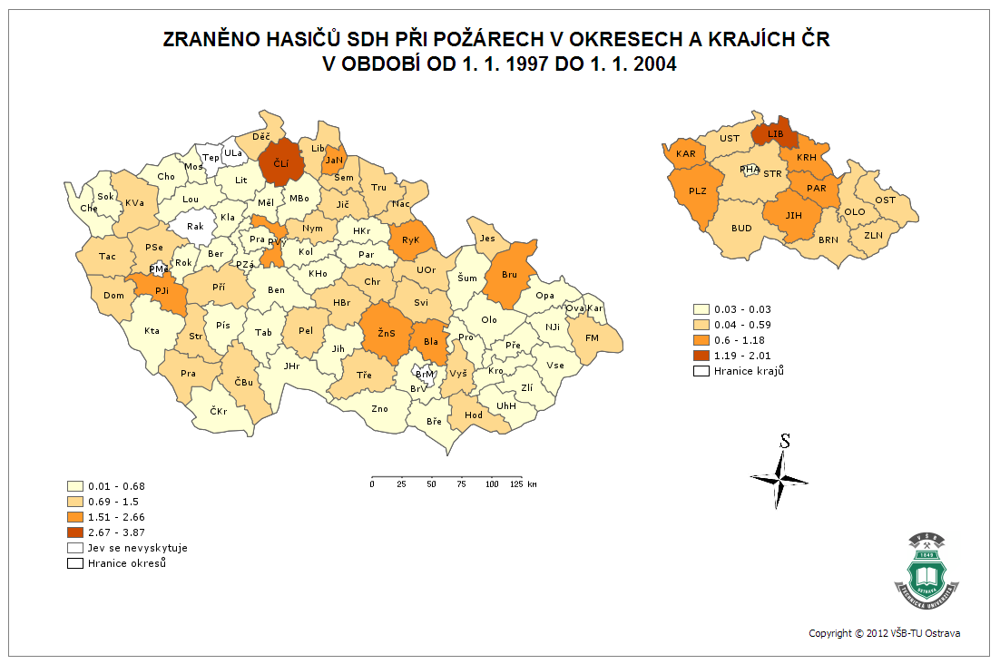 ZRANĚNO HASIČŮ SDH PŘI POŽÁRECH V OKRESECH A KRAJÍCH ČR
V OBDOBÍ OD 1. 1. 1997 DO 1. 1. 2004
Děč
ULa
Tep
Lib
ČLí
JaN
Mos
Cho
Sem
Lit
Tru
Sok
MBo
Lou
Che
KVa
Měl
Jič
Nac
Kla
Rak
Nym
HKr
Pra
PVy
RyK
Jes
PSe
Kol
Tac
Ber
Par
Rok
PZá
PMě
UOr
KHo
Bru
Šum
Chr
Pří
PJi
Ben
Dom
Opa
HBr
Svi
Ova
Kar
Olo
Pís
NJi
Kta
Tab
Pel
ŽnS
Str
Pro
FM
Bla
Pře
Jih
Vse
JHr
Kro
Pra
Tře
BrM
Vyš
ČBu
BrV
Zlí
UhH
Zno
ČKr
Hod
Bře
LIB
UST
KAR
KRH
PHA
STR
PLZ
PAR
OST
JIH
OLO
BUD
ZLN
BRN
0.03 - 0.03
0.04 - 0.59
0.6 - 1.18
1.19 - 2.01
Hranice krajů
S
0 25 50 75 100 125 km
0.01 - 0.68
0.69 - 1.5
1.51 - 2.66
2.67 - 3.87
Jev se nevyskytuje
Hranice okresů
VŠB
1849
OSTRAVA
TECHNICKÁ UNIVERZITA
Copyright © 2012 VŠB-TU Ostrava